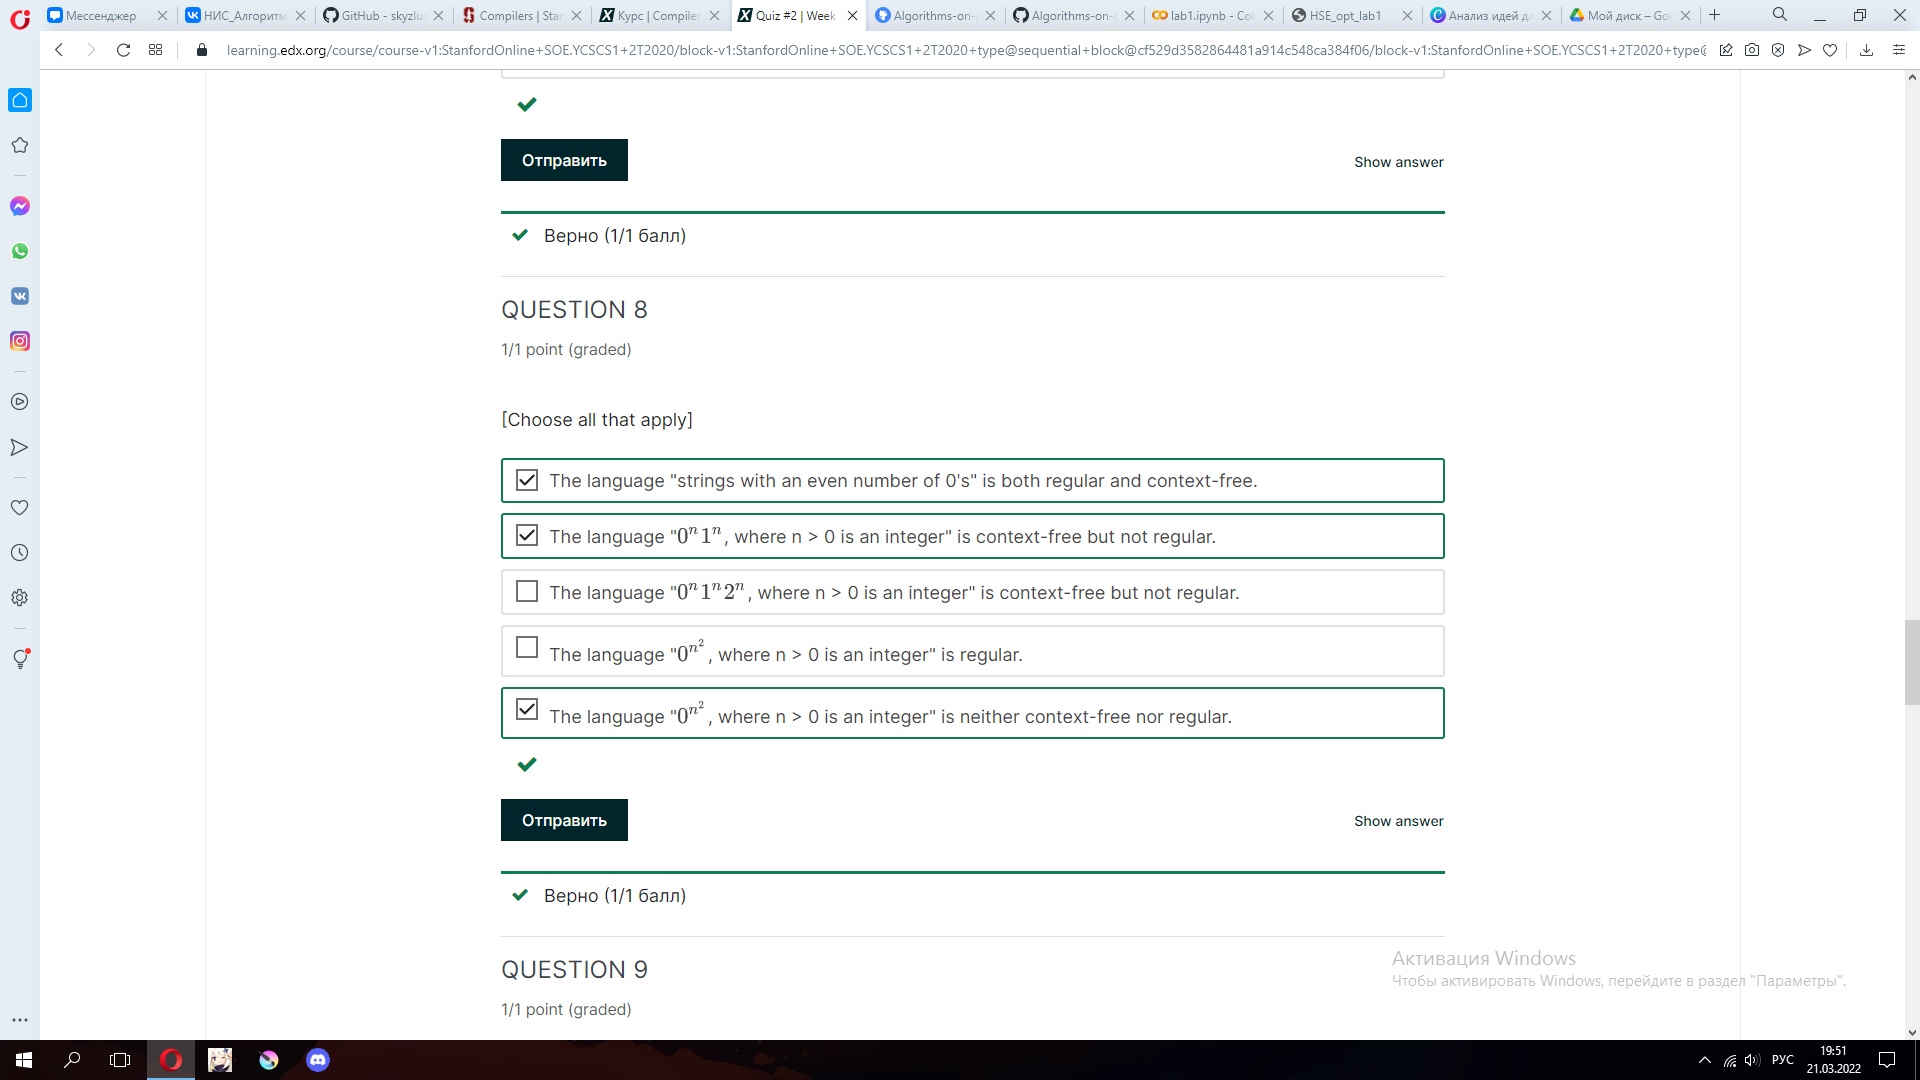 Мессенджер
НИС_Алгоритм
GitHub - skyzlu
Compilers | Star
Курс | Compiler
Quiz #2 | Week
Algorithms-on-
Algorithms-on-
lab1.ipynb - Co
HSE_opt_lab1
Анализ идей д
Мой диск – Goo
learning.edx.org/course/course-v1:StanfordOnline+SOE.YCSCS1+2T2020/block-v1:StanfordOnline+SOE.YCSCS1+2T2020+type@sequential+block@cf529d3582864481a914c548ca384f06/block-v1:StanfordOnline+SOE.YCSCS1+2T2020+type@
Отправить
Show answer
Верно (1/1 балл)
QUESTION 8
1/1 point (graded)
[Choose all that apply]
The language "strings with an even number of 0's" is both regular and context-free.
The language "0ⁿ1ⁿ, where n > 0 is an integer" is context-free but not regular.
The language "0ⁿ1ⁿ2ⁿ, where n > 0 is an integer" is context-free but not regular.
The language "0^{n^2}, where n > 0 is an integer" is regular.
The language "0^{n^2}, where n > 0 is an integer" is neither context-free nor regular.
Отправить
Show answer
Верно (1/1 балл)
QUESTION 9
1/1 point (graded)
Активация Windows
Чтобы активировать Windows, перейдите в раздел "Параметры".
РУС
19:51
21.03.2022